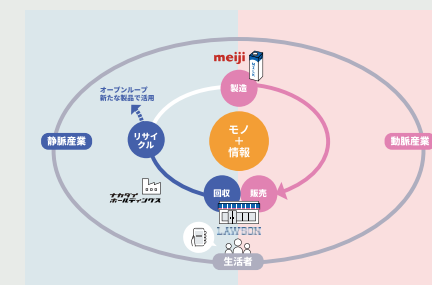 meiji
MILK
製造
オープンループ
新たな製品で活用
リサイ
クル
モノ
+
情報
静脈産業
動脈産業
回収
販売
ナカダイ
ホールディングス
LAWSON
生活者